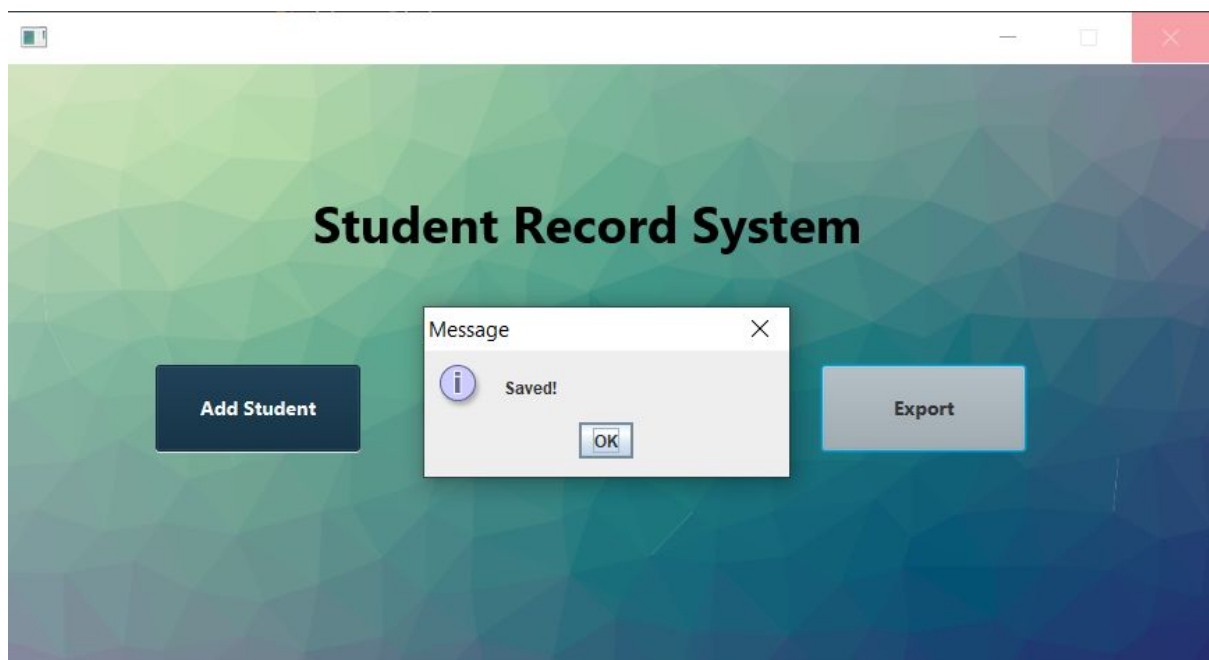 Student Record System
Message
Saved!
OK
Add Student
Export